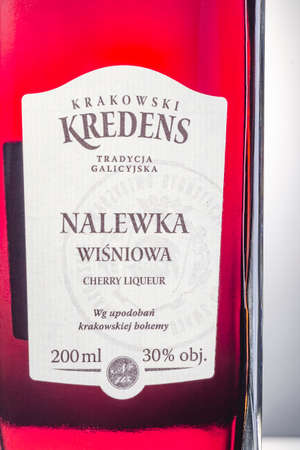 KRAKOWSKI
KREDENS
TRADYCJA
GALICYJSKA
NALEWKA
WIŚNIOWA
CHERRY LIQUEUR
Wg upodobań
krakowskiej bohemy
200 ml 30% obj.